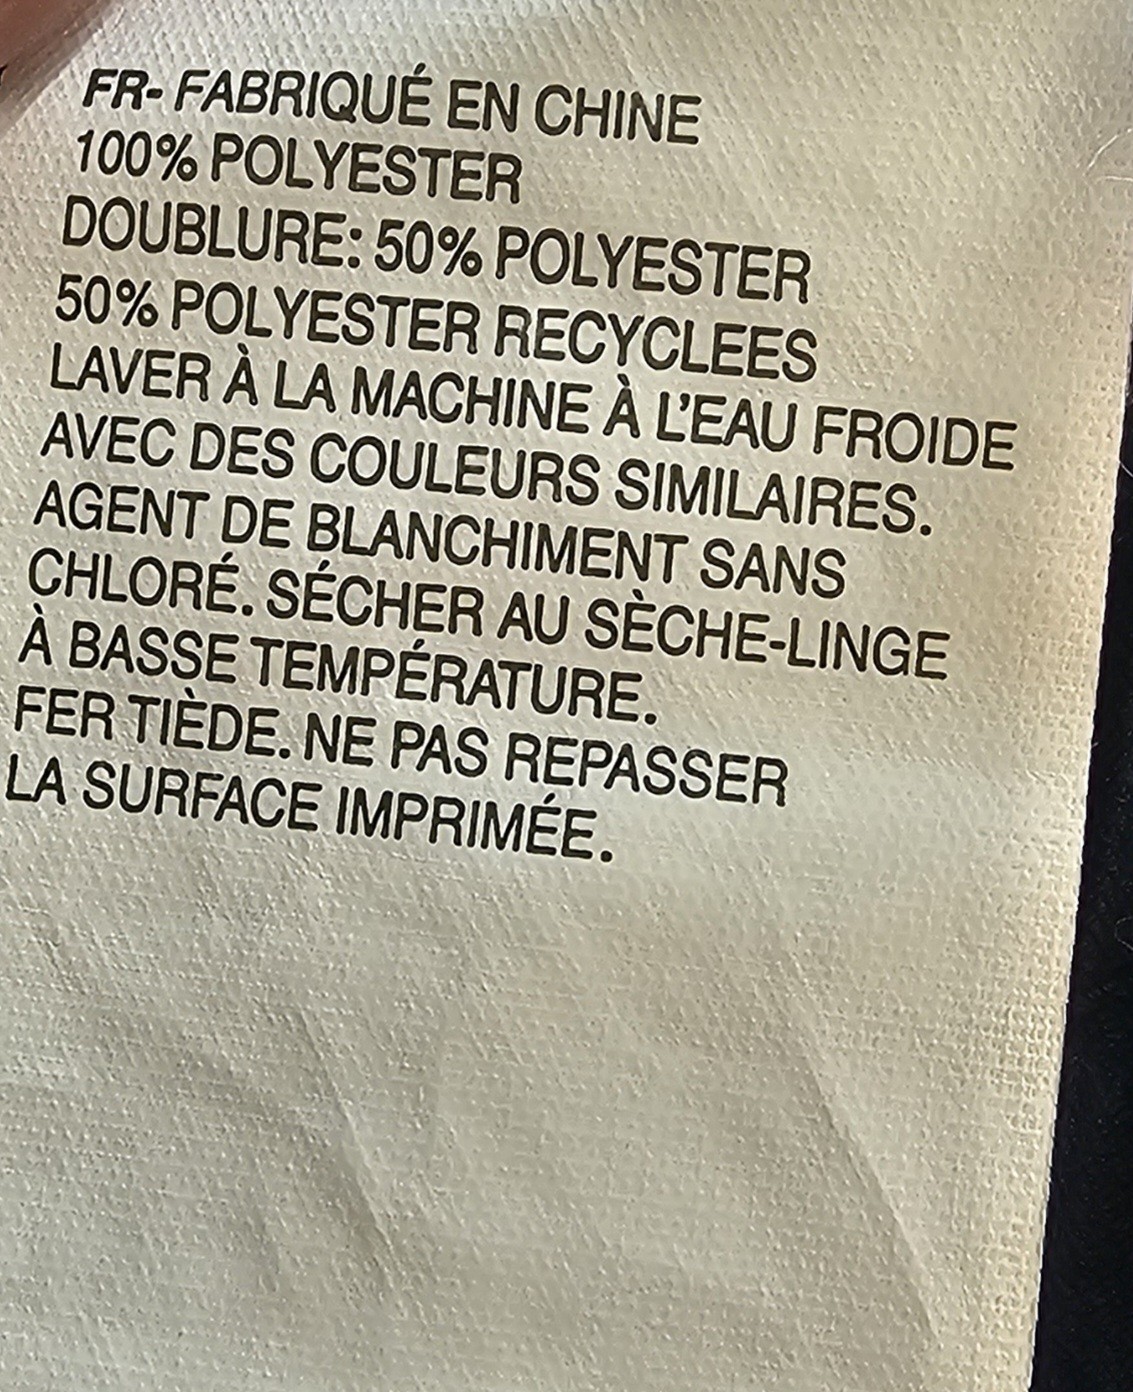 FR- FABRIQUÉ EN CHINE
100% POLYESTER
DOUBLURE: 50% POLYESTER
50% POLYESTER RECYCLEES
LAVER À LA MACHINE À L'EAU FROIDE
AVEC DES COULEURS SIMILAIRES.
AGENT DE BLANCHIMENT SANS
CHLORÉ. SÉCHER AU SÈCHE-LINGE
À BASSE TEMPÉRATURE.
FER TIÈDE. NE PAS REPASSER
LA SURFACE IMPRIMÉE.